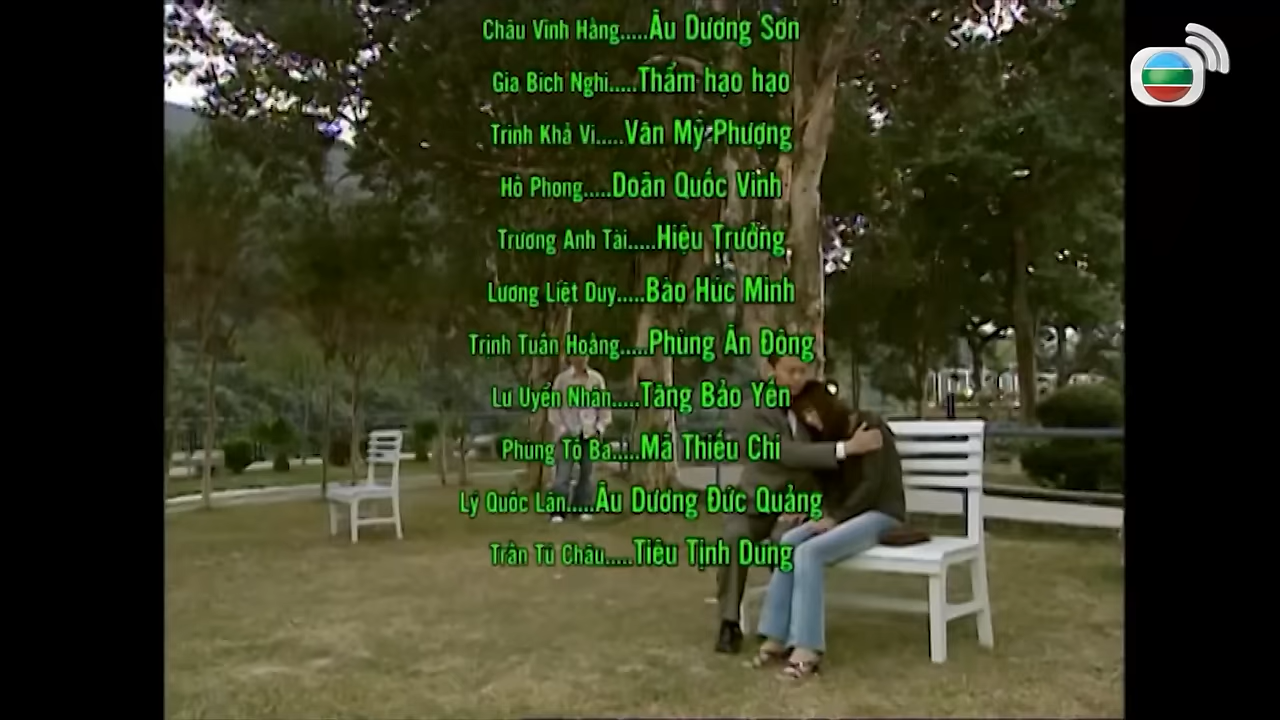 Châu Vĩnh Hằng.....Âu Dương Sơn
Gia Bích Nghi.....Thẩm hạo hạo
Trịnh Khả Vi.....Văn Mỹ Phượng
Hồ Phong.....Doãn Quốc Vinh
Trương Anh Tài.....Hiệu Trưởng
Lương Liệt Duy.....Bào Húc Minh
Trịnh Tuấn Hoằng.....Phùng Ân Đông
Lư Uyển Nhân.....Tăng Bảo Yến
Phùng Tố Ba.....Mã Thiếu Chi
Lý Quốc Lân.....Âu Dương Đức Quảng
Trần Tú Châu.....Tiêu Tịnh Dung